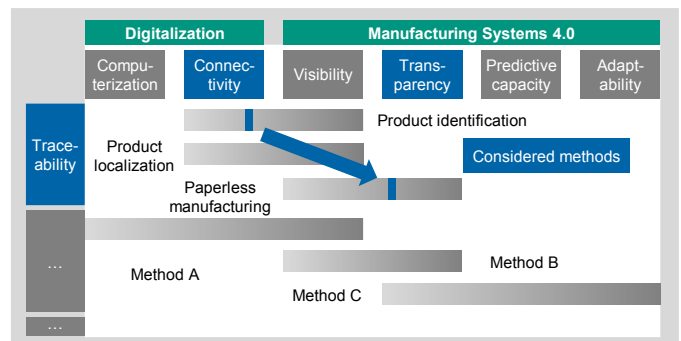 Digitalization
Manufacturing Systems 4.0
Compu-
terization
Connec-
tivity
Visibility
Trans-
parency
Predictive
capacity
Adapt-
ability
Trace-
ability
Product identification
Product
localization
Considered methods
Paperless
manufacturing
...
Method A
Method B
Method C
...